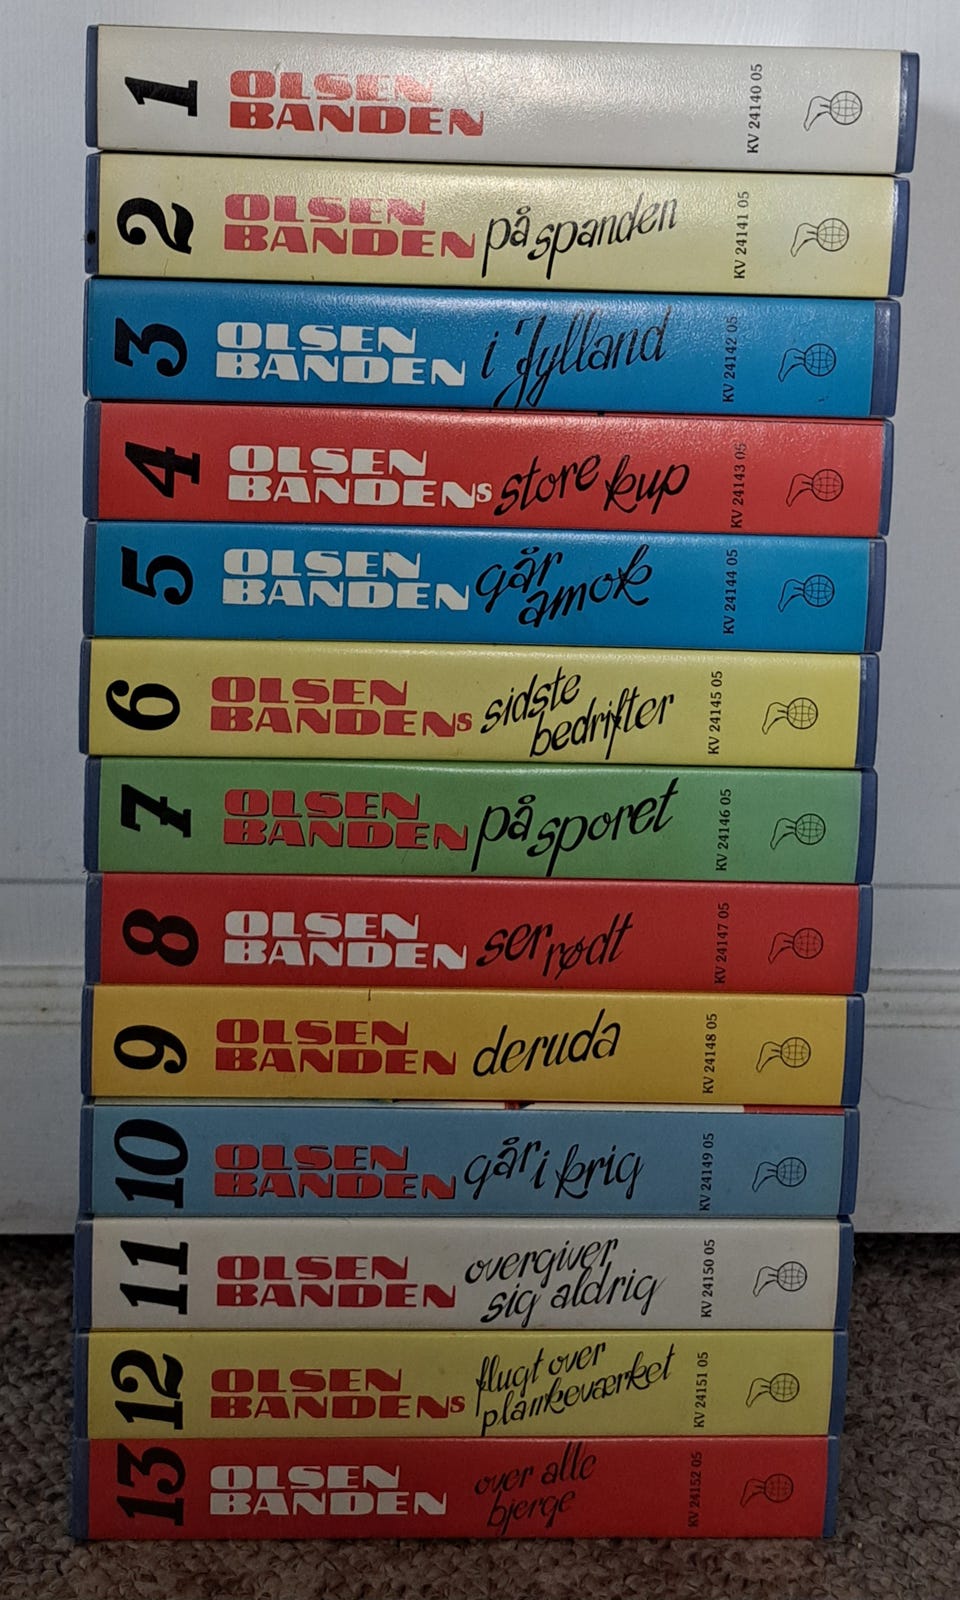 1
OLSEN
BANDEN
KV 24140 05
2
OLSEN
BANDEN på spanden
KV 24141 05
3
OLSEN
BANDEN i Jylland
KV 24142 05
4
OLSEN
BANDENs store kup
KV 24143 05
5
OLSEN
BANDEN går
amok
KV 24144 05
6
OLSEN
BANDENs sidste
bedrifter
KV 24145 05
7
OLSEN
BANDEN på sporet
KV 24146 05
8
OLSEN
BANDEN ser rødt
KV 24147 05
9
OLSEN
BANDEN deruda
KV 24148 05
10
OLSEN
BANDEN går i krig
KV 24149 05
11
OLSEN
BANDEN overgiver
sig aldrig
KV 24150 05
12
OLSEN
BANDENs flugt over
plankeværket
KV 24151 05
13
OLSEN
BANDEN over alle
bjerge
KV 24152 05